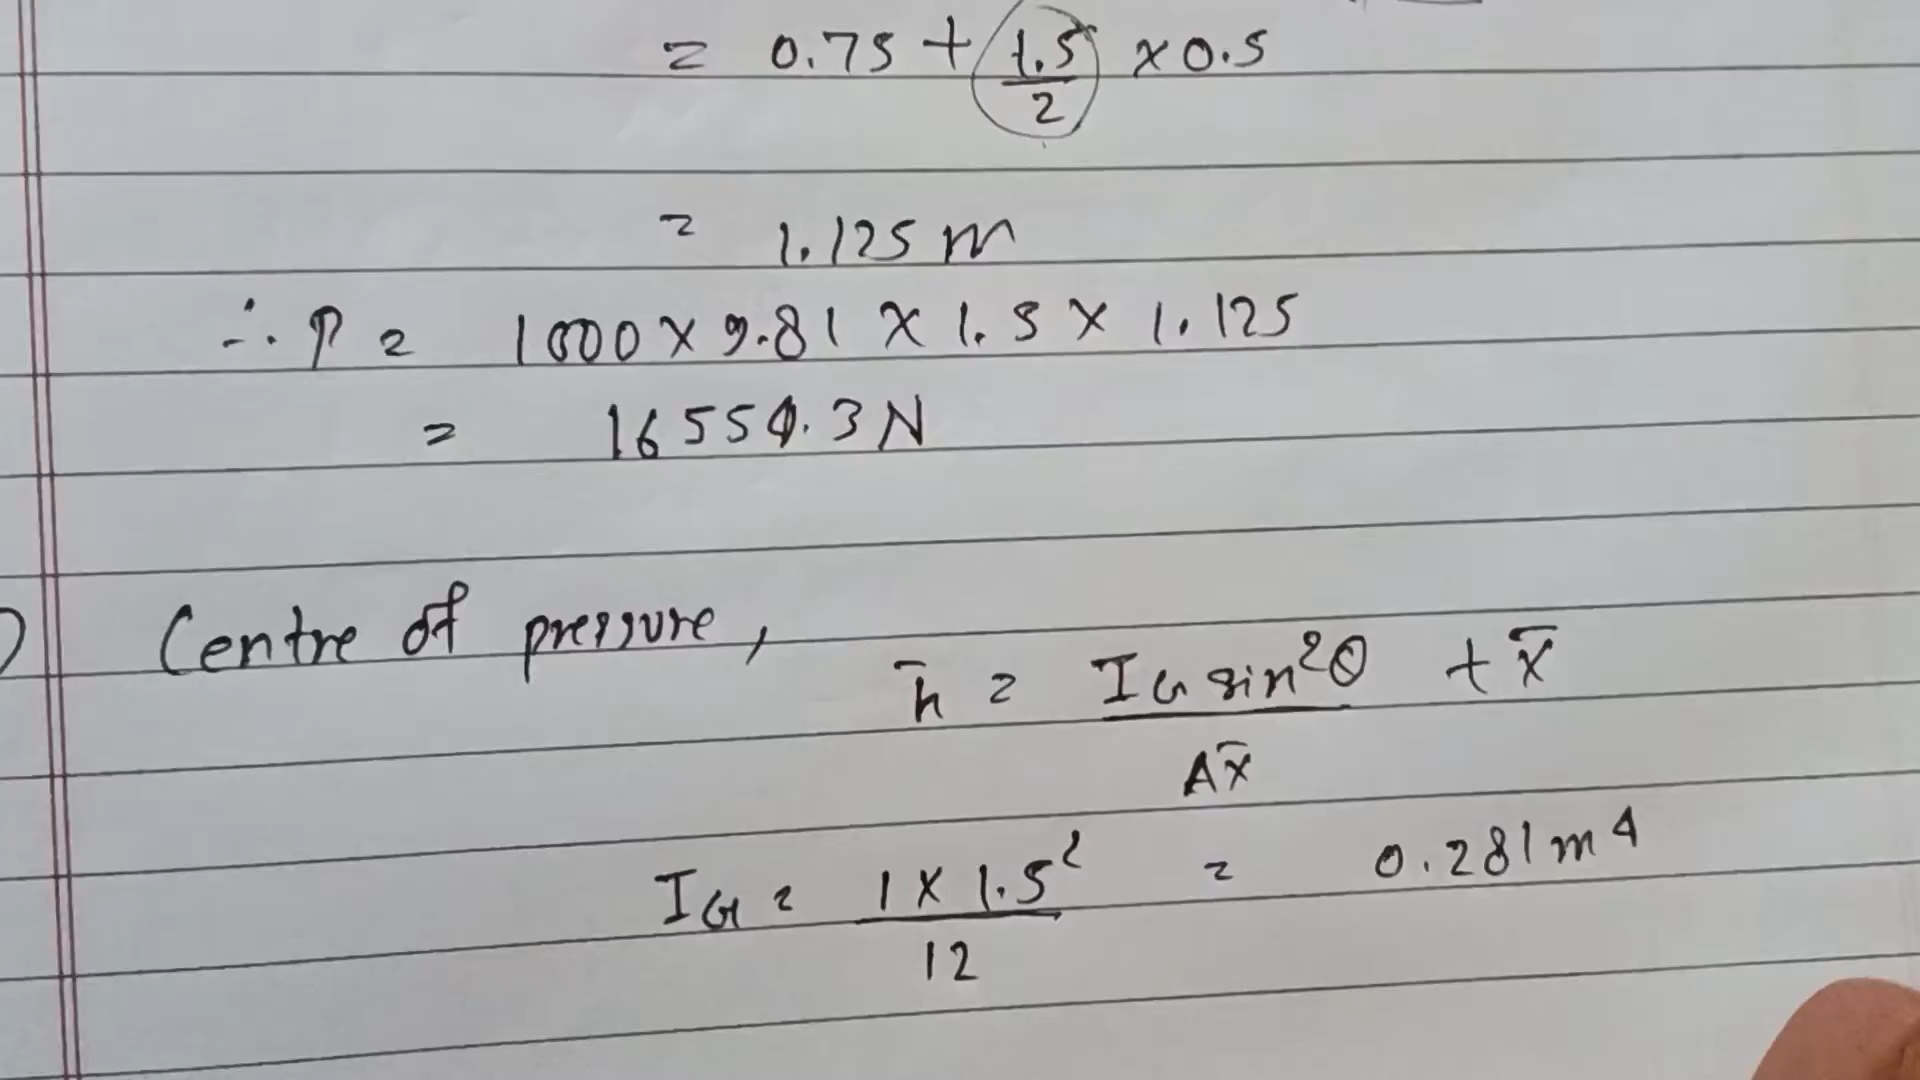 = 0.75 + 1.5/2 × 0.5
= 1.125 m
∴ P = 1000 × 9.81 × 1.5 × 1.125
= 16554.3 N
Centre of pressure,
h̄ = IG sin²θ / Ax̄ + x̄
IG = 1 × 1.5² / 12 = 0.281 m⁴